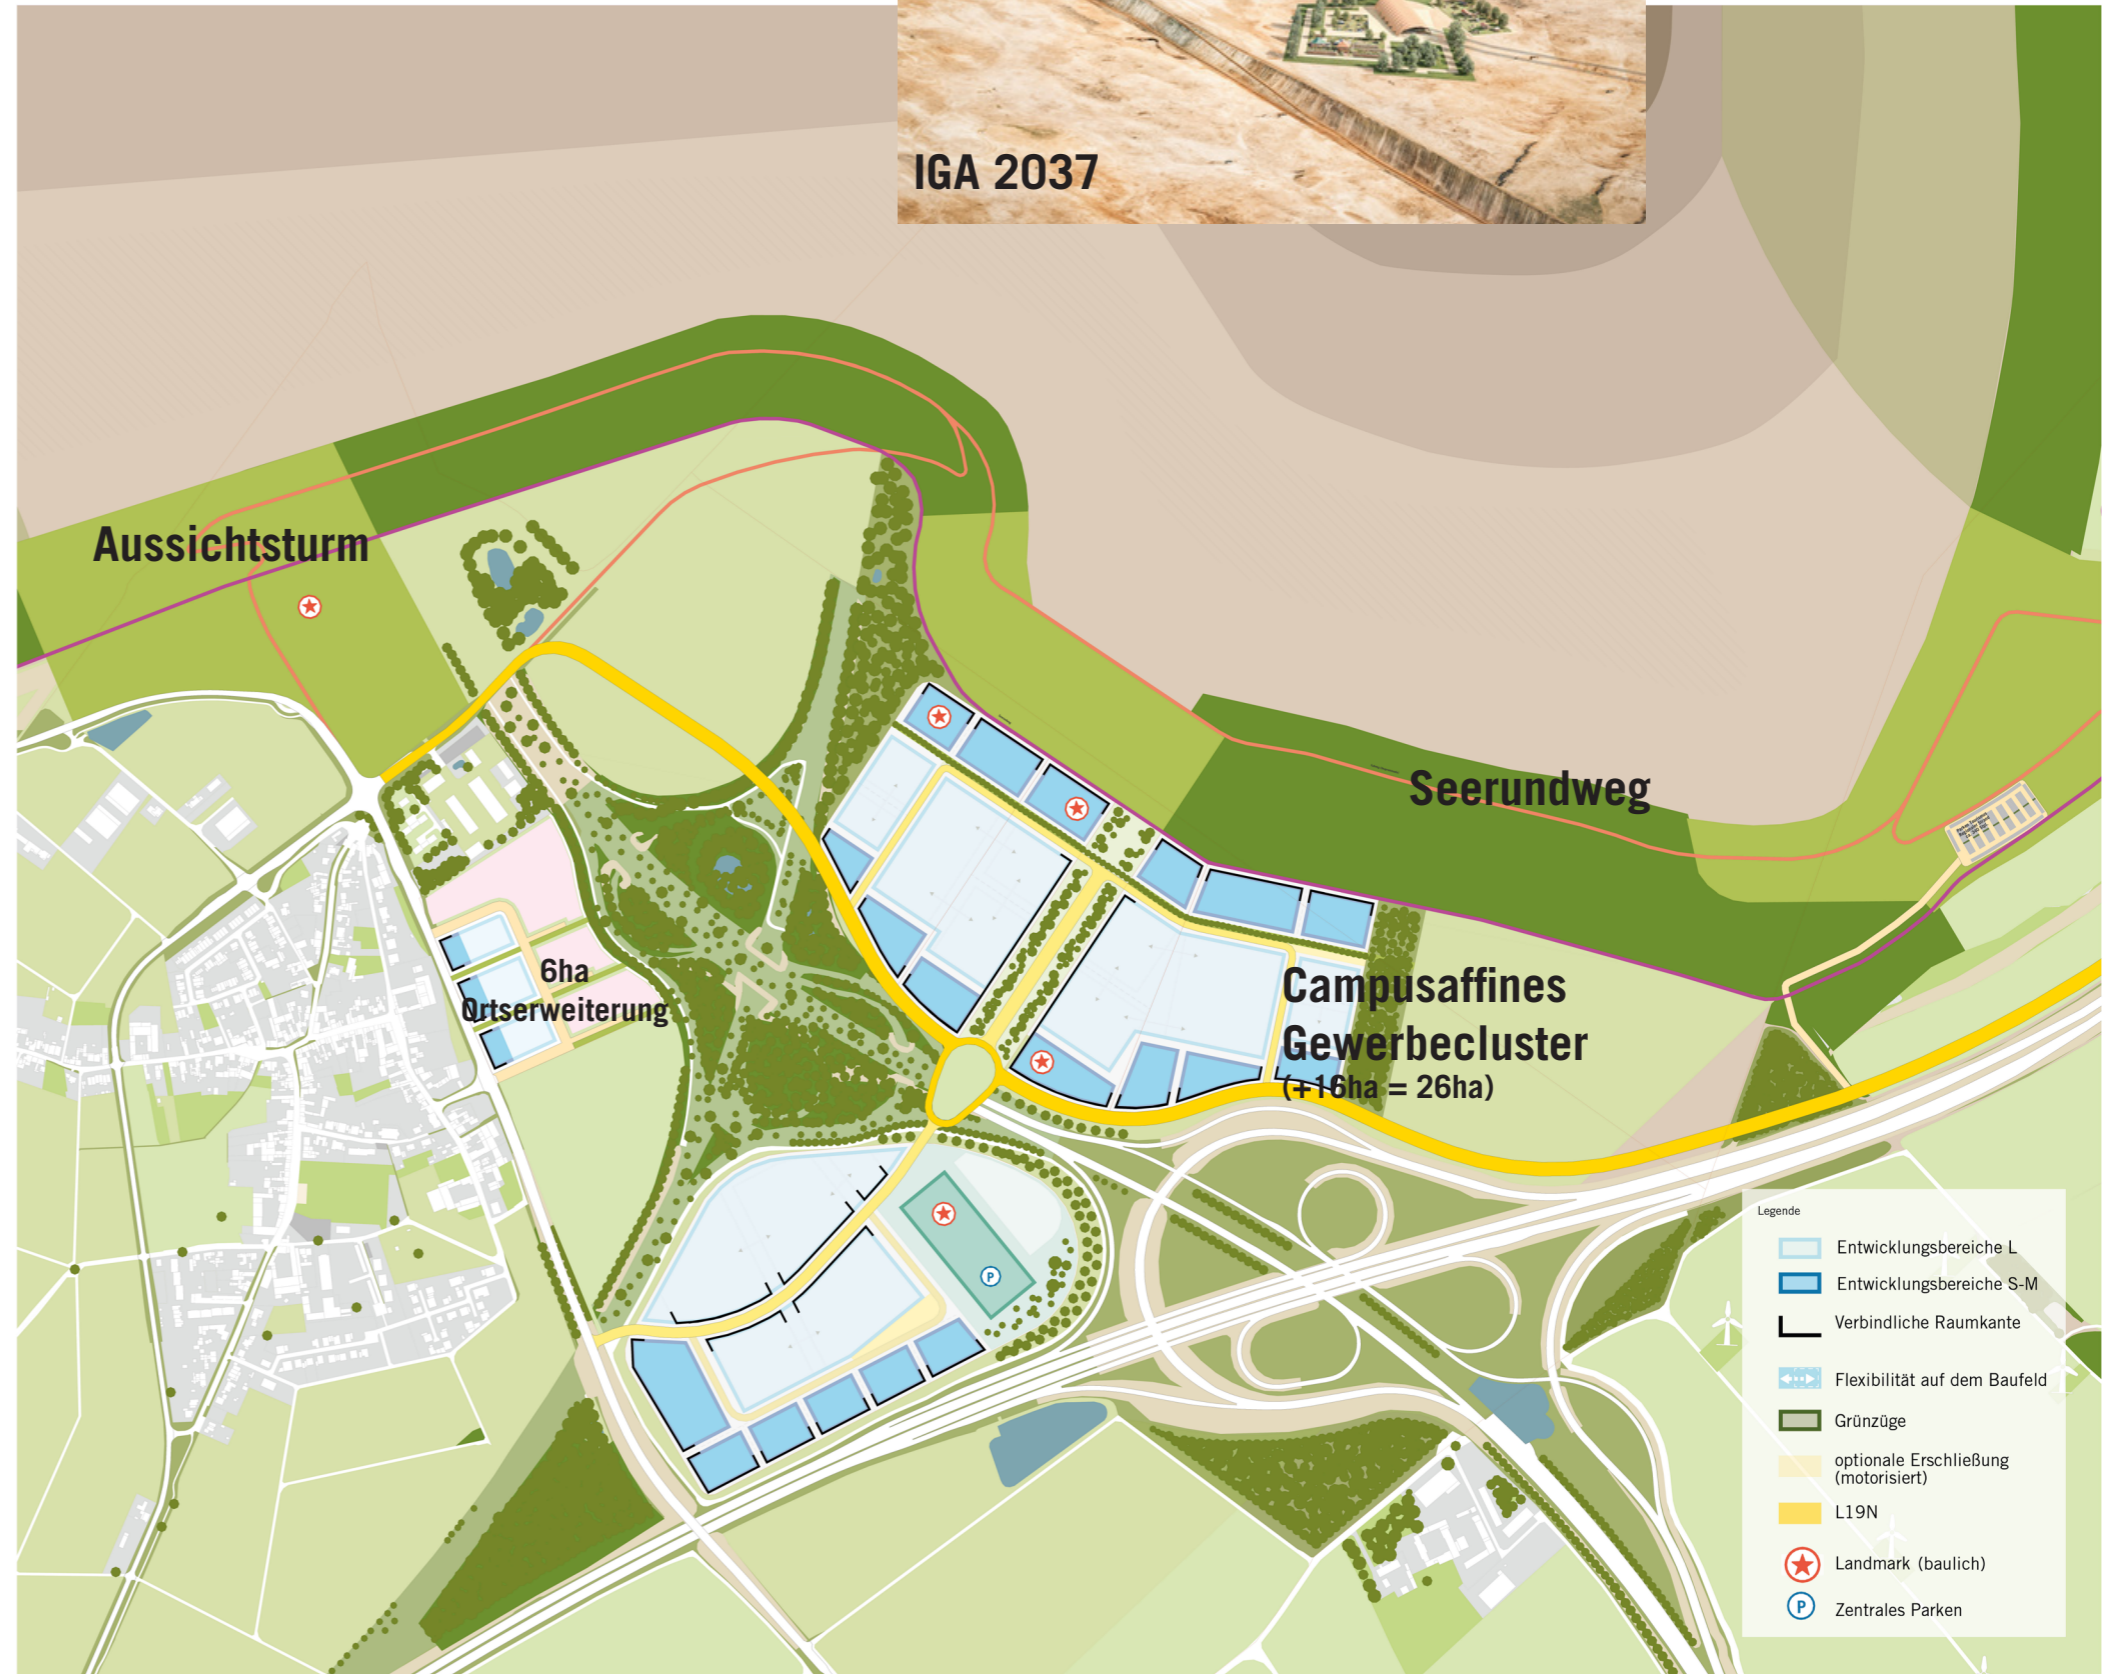 IGA 2037
Aussichtsturm
Seerundweg
6ha
Ortserweiterung
Campusaffines
Gewerbecluster
(+16ha = 26ha)
P
Legende
Entwicklungsbereiche L
Entwicklungsbereiche S-M
Verbindliche Raumkante
Flexibilität auf dem Baufeld
Grünzüge
optionale Erschließung
(motorisiert)
L19N
Landmark (baulich)
P
Zentrales Parken